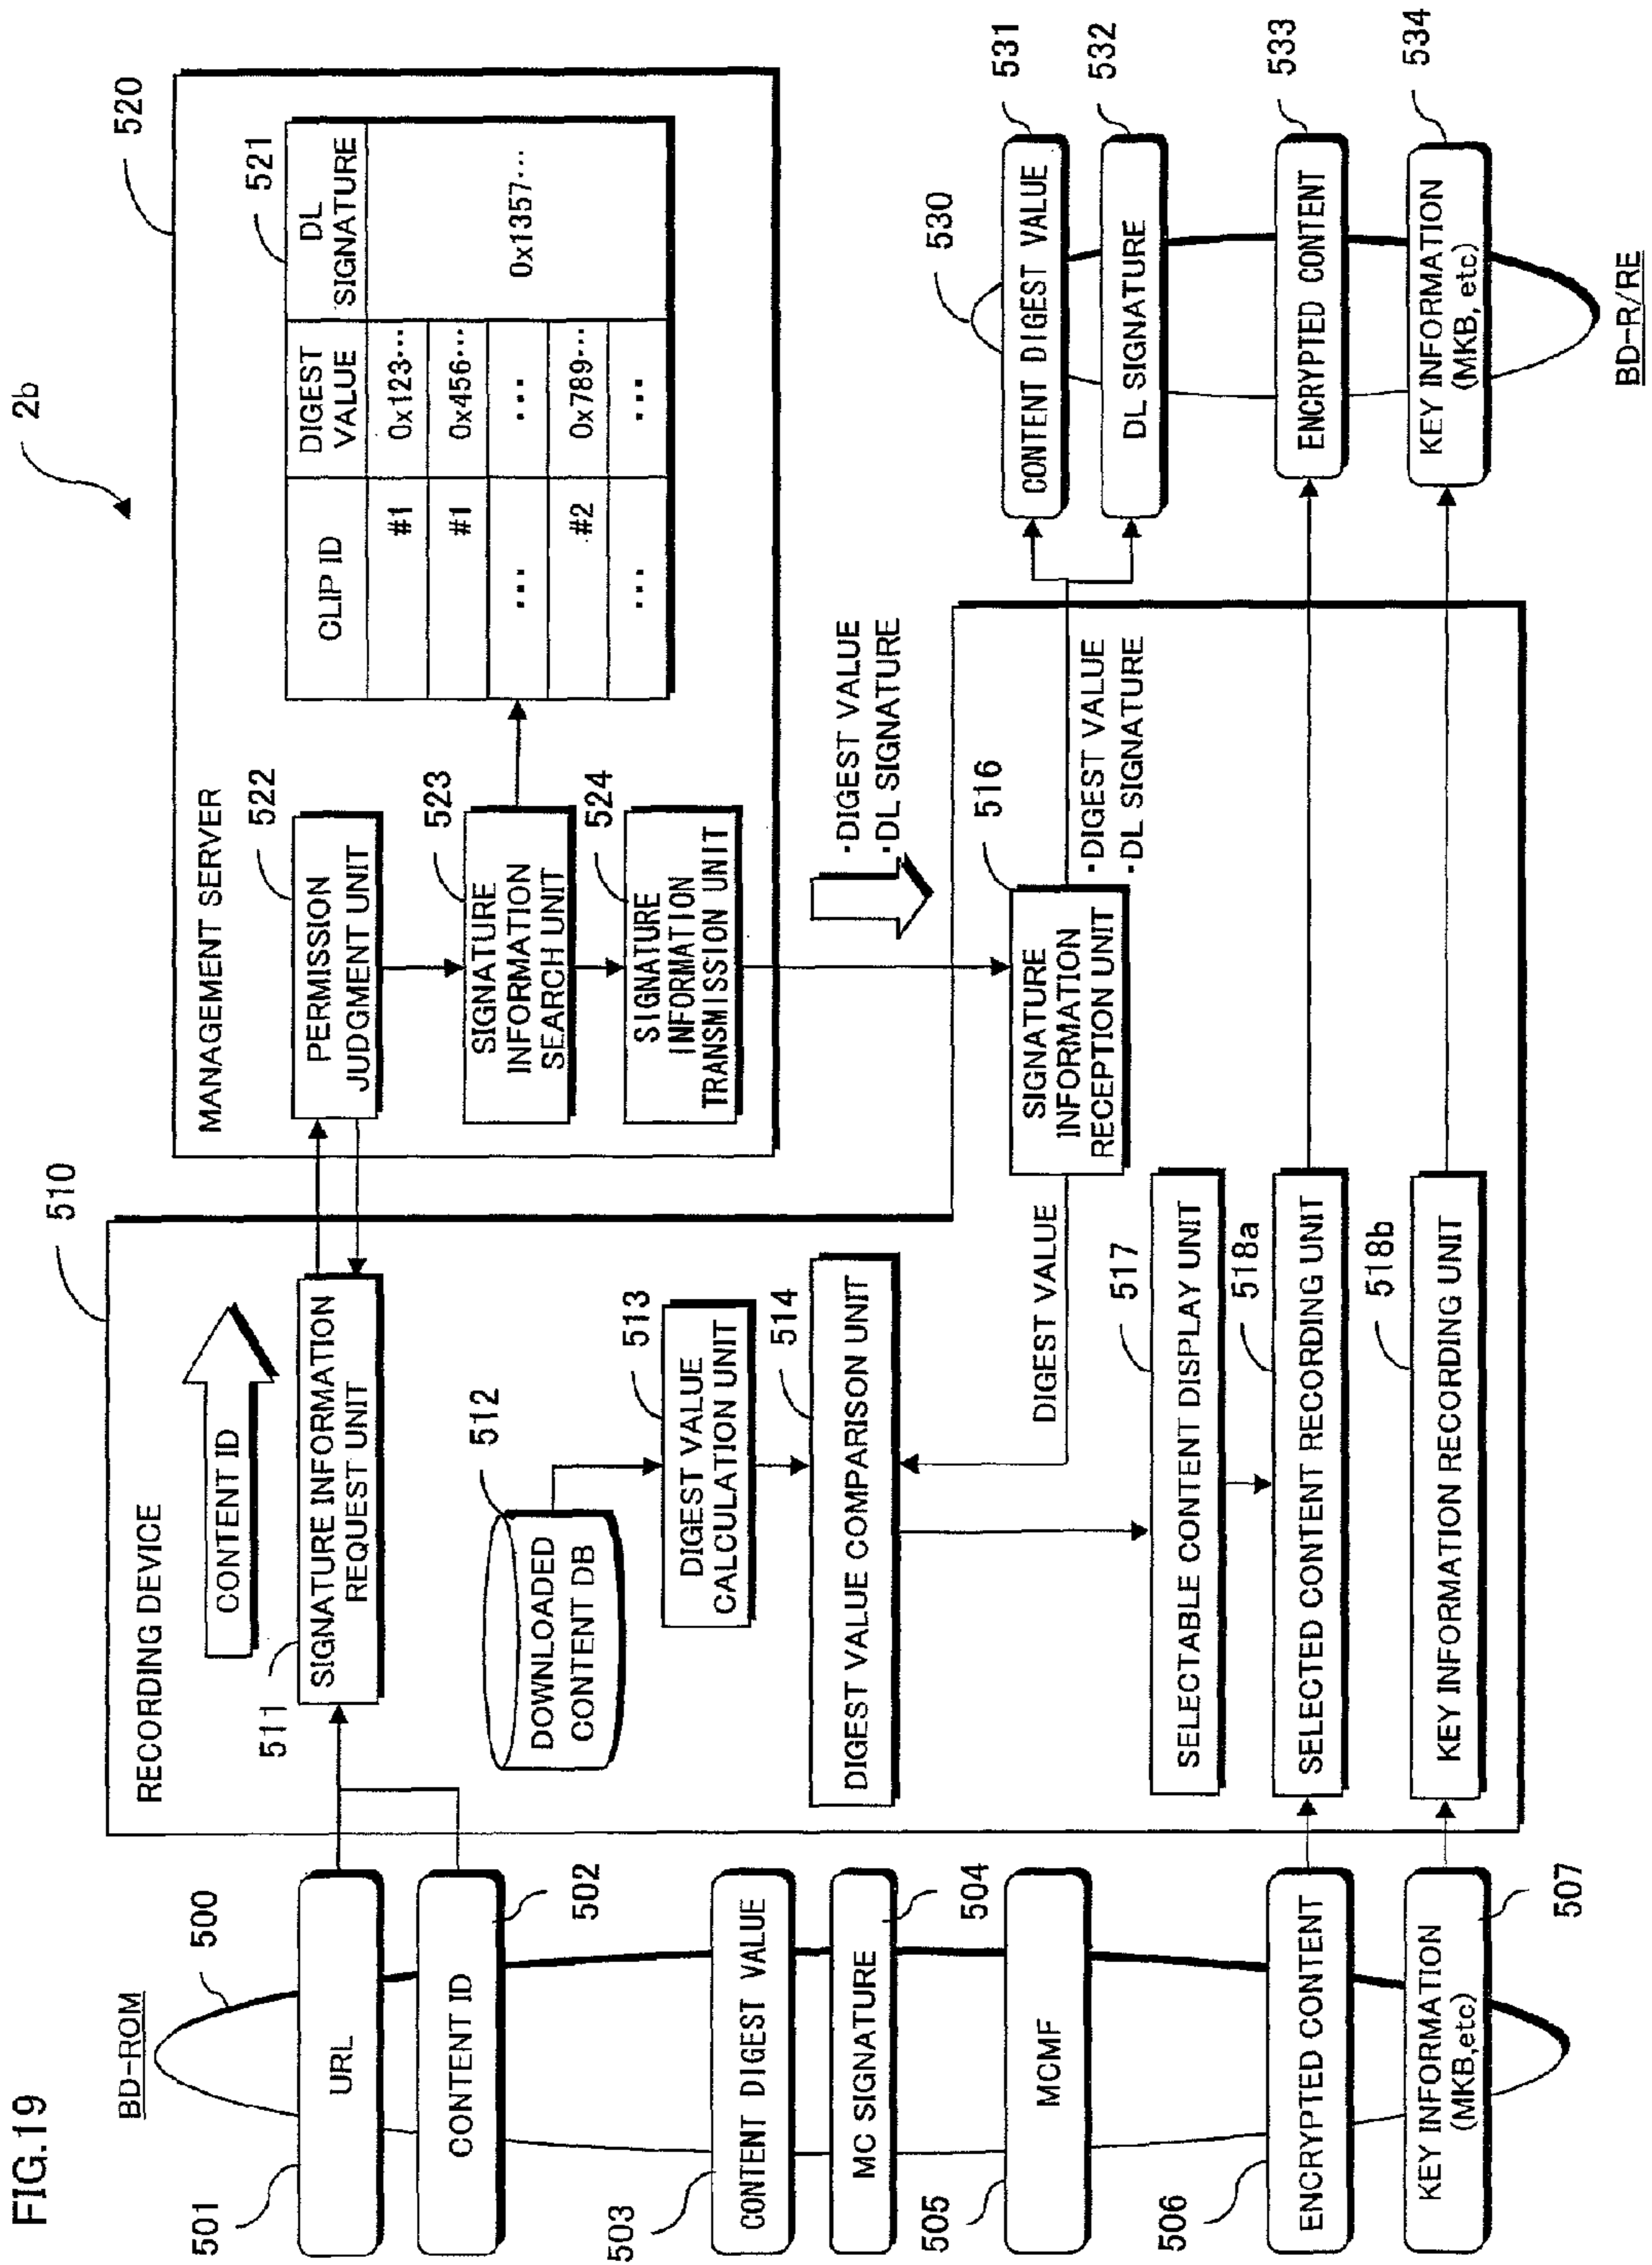 FIG.19
2b
BD-ROM
500
501
URL
CONTENT ID
502
503
CONTENT DIGEST VALUE
MC SIGNATURE
504
505
MCMF
506
ENCRYPTED CONTENT
KEY INFORMATION
(MKB,etc)
507
510
RECORDING DEVICE
CONTENT ID
511
SIGNATURE INFORMATION
REQUEST UNIT
512
DOWNLOADED
CONTENT DB
513
DIGEST VALUE
CALCULATION UNIT
514
DIGEST VALUE COMPARISON UNIT
DIGEST VALUE
516
SIGNATURE
INFORMATION
RECEPTION UNIT
・DIGEST VALUE
・DL SIGNATURE
517
SELECTABLE CONTENT DISPLAY UNIT
518a
SELECTED CONTENT RECORDING UNIT
518b
KEY INFORMATION RECORDING UNIT
520
MANAGEMENT SERVER
522
PERMISSION
JUDGMENT UNIT
523
SIGNATURE
INFORMATION
SEARCH UNIT
524
SIGNATURE
INFORMATION
TRANSMISSION UNIT
521
CLIP ID
DIGEST
VALUE
DL
SIGNATURE
#1
0x123…
#1
0x456…
…
…
#2
0x789…
…
…
0x1357…
・DIGEST VALUE
・DL SIGNATURE
530
CONTENT DIGEST VALUE
531
DL SIGNATURE
532
ENCRYPTED CONTENT
533
KEY INFORMATION
(MKB, etc)
534
BD-R/RE